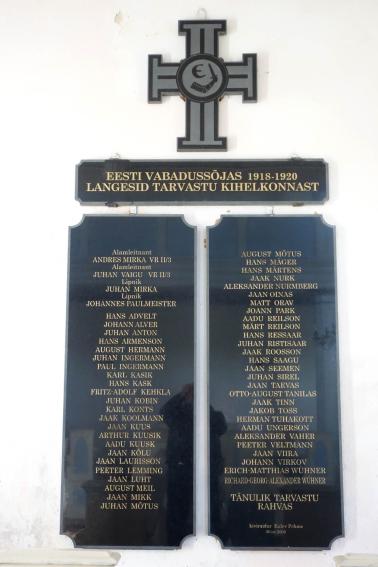 EESTI VABADUSSÕJAS 1918-1920
LANGESID TARVASTU KIHELKONNAST
Alamleitnant
ANDRES MIRKA VR II/3
Alamleitnant
JUHAN VAIGU VR II/3
Lipnik
JUHAN MIRKA
Lipnik
JOHANNES PAULMEISTER
HANS ADVELT
JOHANN ALVER
JUHAN ANTON
HANS ARMENSON
AUGUST HERMANN
JUHAN INGERMANN
PAUL INGERMANN
KARL KASIK
HANS KASK
FRITZ-ADOLF KEHKLA
JUHAN KOBIN
KARL KONTS
JAAK KOOLMANN
JAAN KUUS
ARTHUR KUUSIK
AADU KUUSK
JAAN KÕLU
JAAN LAURISSON
PEETER LEMMING
JAAN LUHT
AUGUST MEIL
JAAN MIKK
JUHAN MÕTUS
AUGUST MÕTUS
HANS MÄGER
HANS MÄRTENS
JAAK NURK
ALEKSANDER NURMBERG
JAAN OINAS
MATT ORAV
JOANN PARK
AADU REILSON
MÄRT REILSON
HANS RESSAAR
JUHAN RISTISAAR
JAAK ROOSSON
HANS SAAGU
JAAN SEEMEN
JUHAN SIREL
JAAN TARVAS
OTTO-AUGUST TANILAS
JAAK TINN
JAKOB TOSS
HERMAN TUHAKOTT
AADU UNGERSON
ALEKSANDER VAHER
PEETER VELTMANN
JAAN VIIRA
JOHANN VIRKOV
ERICH-MATTHIAS WÜHNER
RICHARD-GEORG-ALEXANDER WÜHNER
TÄNULIK TARVASTU
RAHVAS